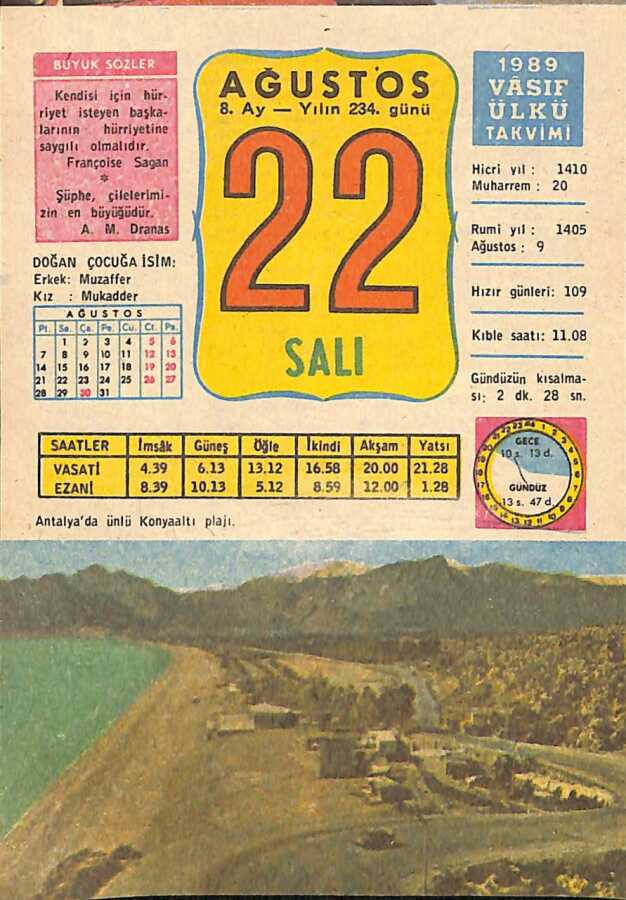 BÜYÜK SÖZLER
Kendisi için hür-
riyet isteyen başka-
larının hürriyetine
saygılı olmalıdır.
Françoise Sagan
*
Şüphe, çilelerimi-
zin en büyüğüdür.
A. M. Dranas
DOĞAN ÇOCUĞA İSİM:
Erkek: Muzaffer
Kız : Mukadder
AĞUSTOS
Pt. Sa. Ça. Pe. Cu. Ct. Pa.
1 2 3 4 5 6
7 8 9 10 11 12 13
14 15 16 17 18 19 20
21 22 23 24 25 26 27
28 29 30 31
AĞUSTOS
8. Ay — Yılın 234. günü
22
SALI
1989
VÂSIF
ÜLKÜ
TAKVİMİ
Hicri yıl : 1410
Muharrem : 20
Rumi yıl : 1405
Ağustos : 9
Hızır günleri: 109
Kıble saati: 11.08
Gündüzün kısalma-
sı: 2 dk. 28 sn.
SAATLER İmsâk Güneş Öğle İkindi Akşam Yatsı
VASATİ 4.39 6.13 13.12 16.58 20.00 21.28
EZANİ 8.39 10.13 5.12 8.59 12.00 1.28
GECE
10 s. 13 d.
GÜNDÜZ
13 s. 47 d.
Antalya'da ünlü Konyaaltı plajı.